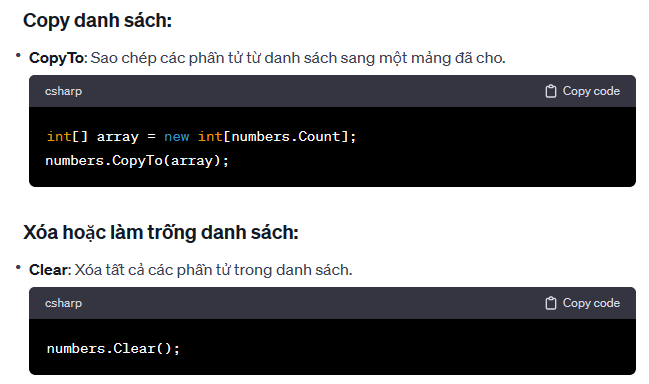 Copy danh sách:
• CopyTo: Sao chép các phần tử từ danh sách sang một mảng đã cho.
csharp Copy code
int[] array = new int[numbers.Count];
numbers.CopyTo(array);
Xóa hoặc làm trống danh sách:
• Clear: Xóa tất cả các phần tử trong danh sách.
csharp Copy code
numbers.Clear();